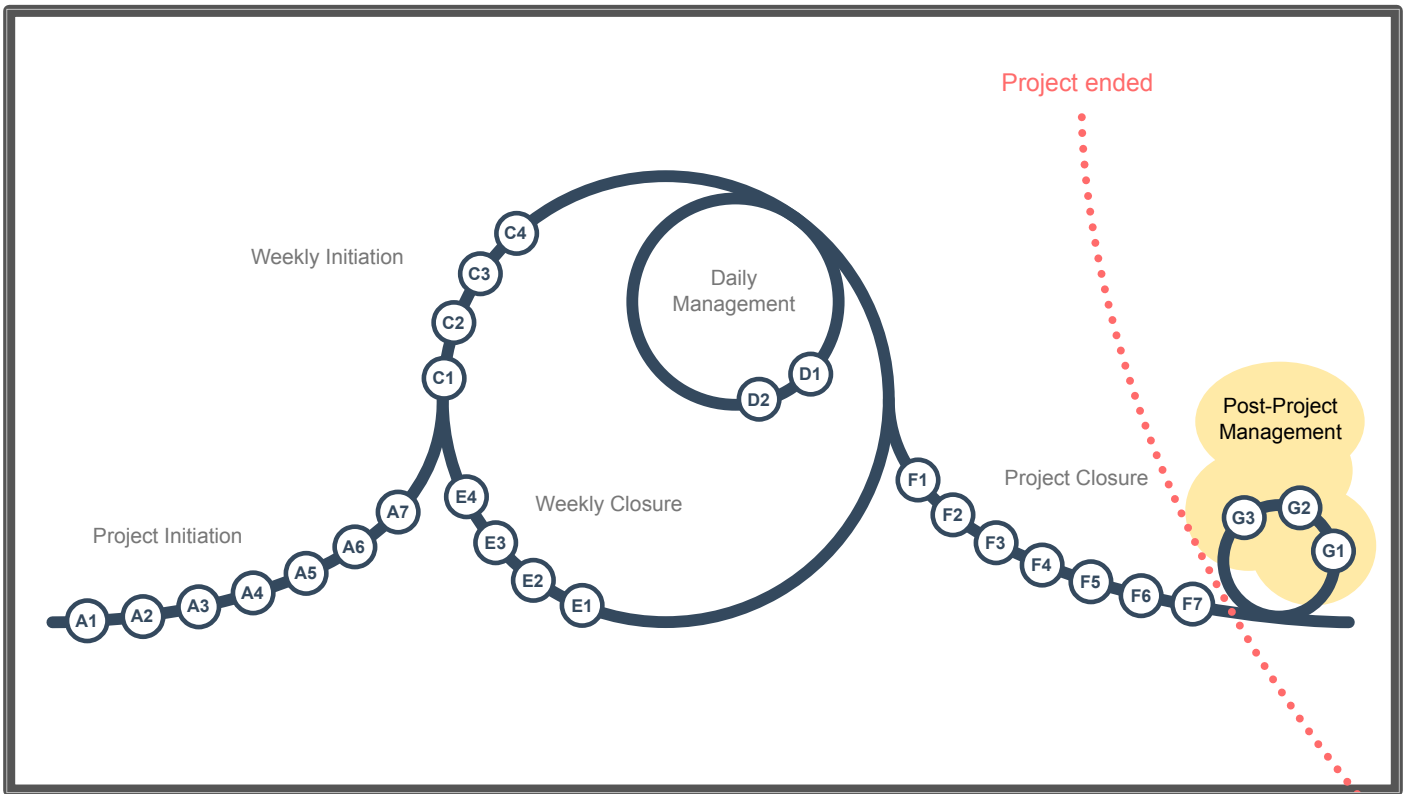 Project ended
Weekly Initiation
C4
C3
C2
C1
Daily
Management
D1
D2
Post-Project
Management
Project Initiation
A1
A2
A3
A4
A5
A6
A7
Weekly Closure
E4
E3
E2
E1
Project Closure
F1
F2
F3
F4
F5
F6
F7
G3
G2
G1